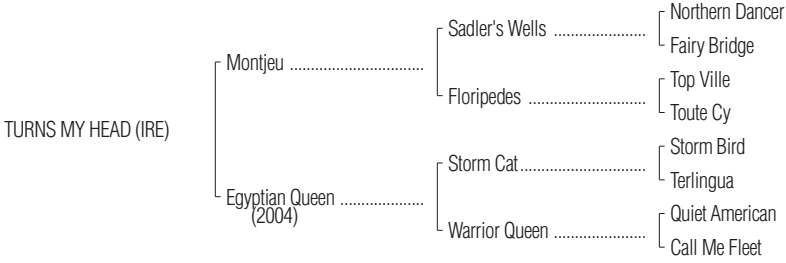 Northern Dancer
Sadler's Wells ......................
Fairy Bridge
Montjeu ................................
Top Ville
Floripedes ............................
Toute Cy
TURNS MY HEAD (IRE)
Storm Bird
Storm Cat..............................
Terlingua
Egyptian Queen ....................
(2004)
Quiet American
Warrior Queen ......................
Call Me Fleet